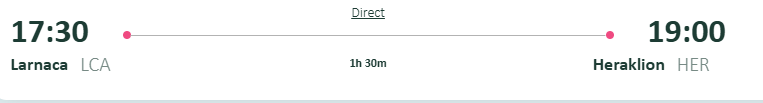 Direct
17:30 19:00
Larnaca LCA 1h 30m Heraklion HER